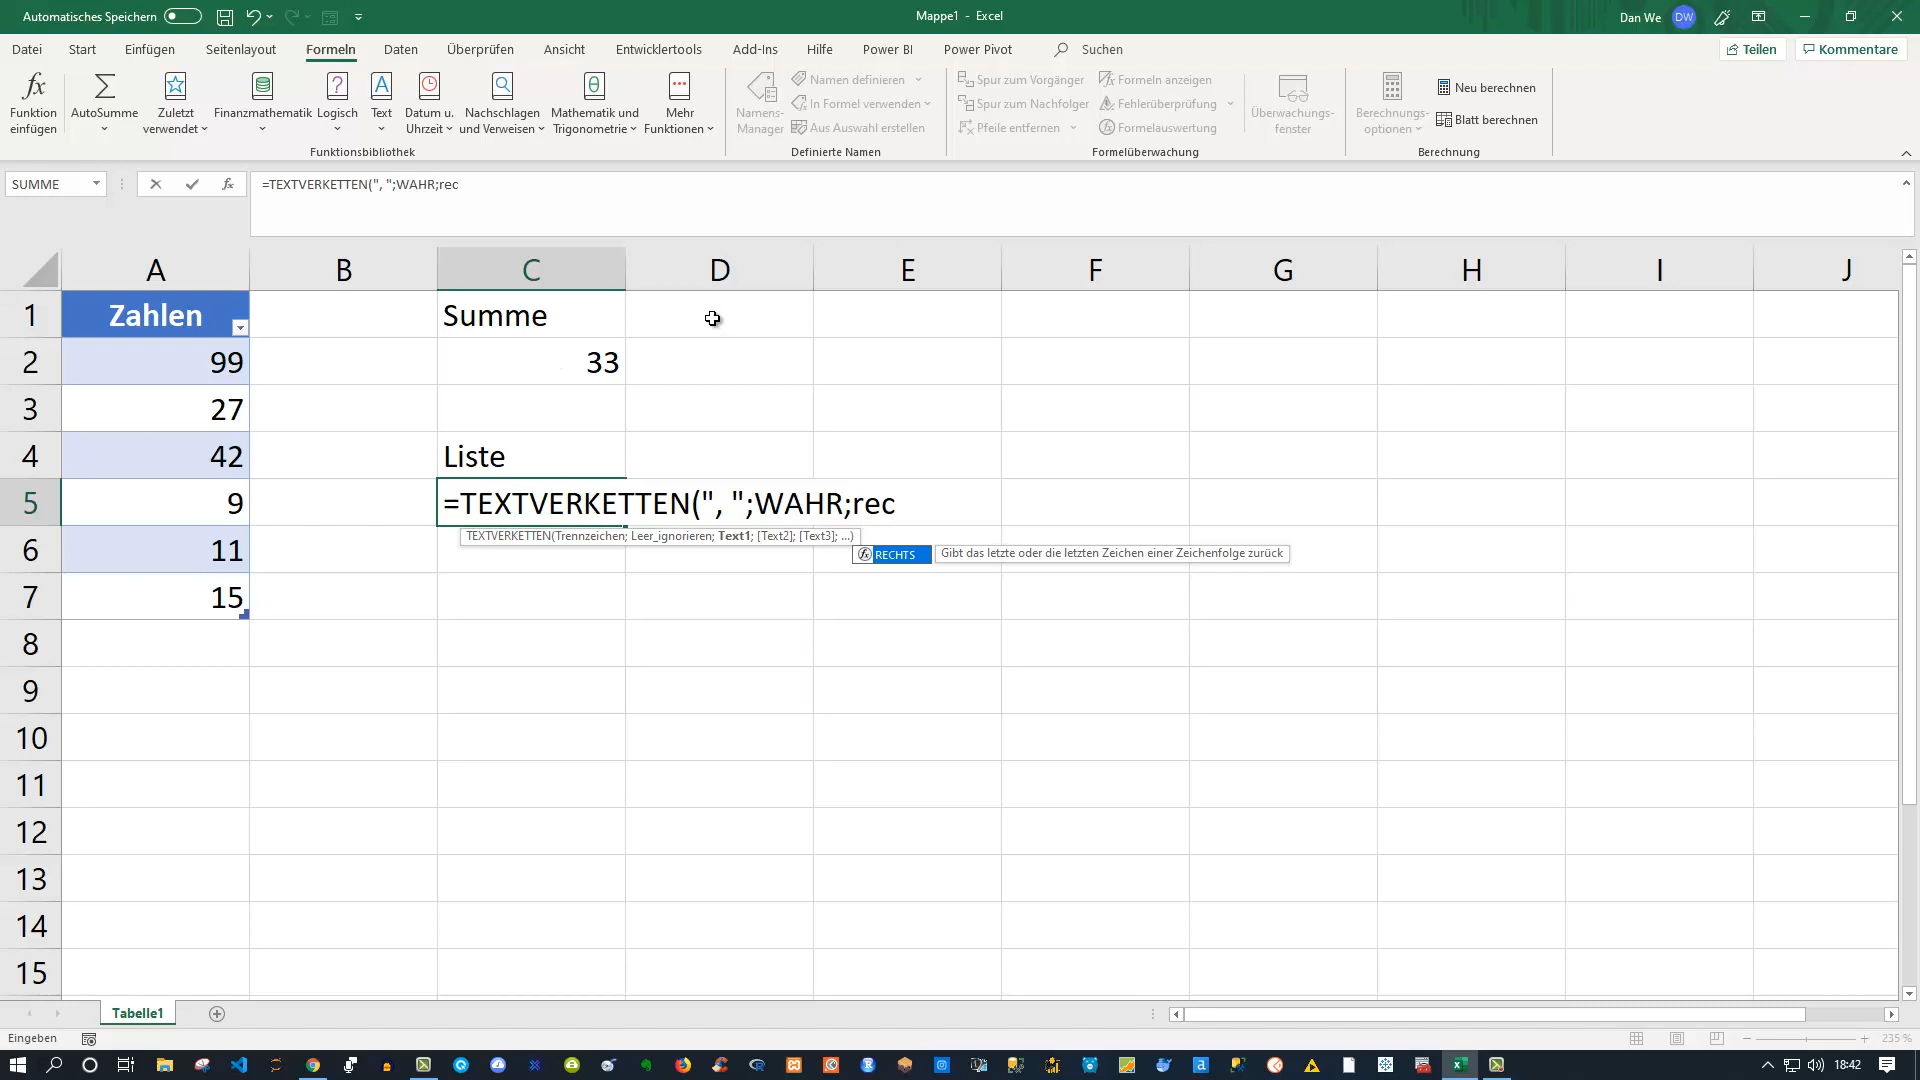 Automatisches Speichern
Mappe1 - Excel
Dan We DW
Datei Start Einfügen Seitenlayout Formeln Daten Überprüfen Ansicht Entwicklertools Add-Ins Hilfe Power BI Power Pivot Suchen Teilen Kommentare
Funktion einfügen
AutoSumme
Zuletzt verwendet
Finanzmathematik
Logisch
Text
Datum u. Uhrzeit
Nachschlagen und Verweisen
Mathematik und Trigonometrie
Mehr Funktionen
Funktionsbibliothek
Namens-Manager
Namen definieren
In Formel verwenden
Aus Auswahl erstellen
Definierte Namen
Spur zum Vorgänger
Spur zum Nachfolger
Pfeile entfernen
Formeln anzeigen
Fehlerüberprüfung
Formelauswertung
Überwachungs-fenster
Formelüberwachung
Berechnungs-optionen
Neu berechnen
Blatt berechnen
Berechnung
SUMME
=TEXTVERKETTEN(", ";WAHR;rec
A B C D E F G H I J
1 Zahlen Summe
2 99 33
3 27
4 42 Liste
5 9 =TEXTVERKETTEN(", ";WAHR;rec
TEXTVERKETTEN(Trennzeichen; Leer_ignorieren; Text1; [Text2]; [Text3]; ...)
6 11
RECHTS Gibt das letzte oder die letzten Zeichen einer Zeichenfolge zurück
7 15
8
9
10
11
12
13
14
15
Tabelle1
Eingeben
235 %
18:42